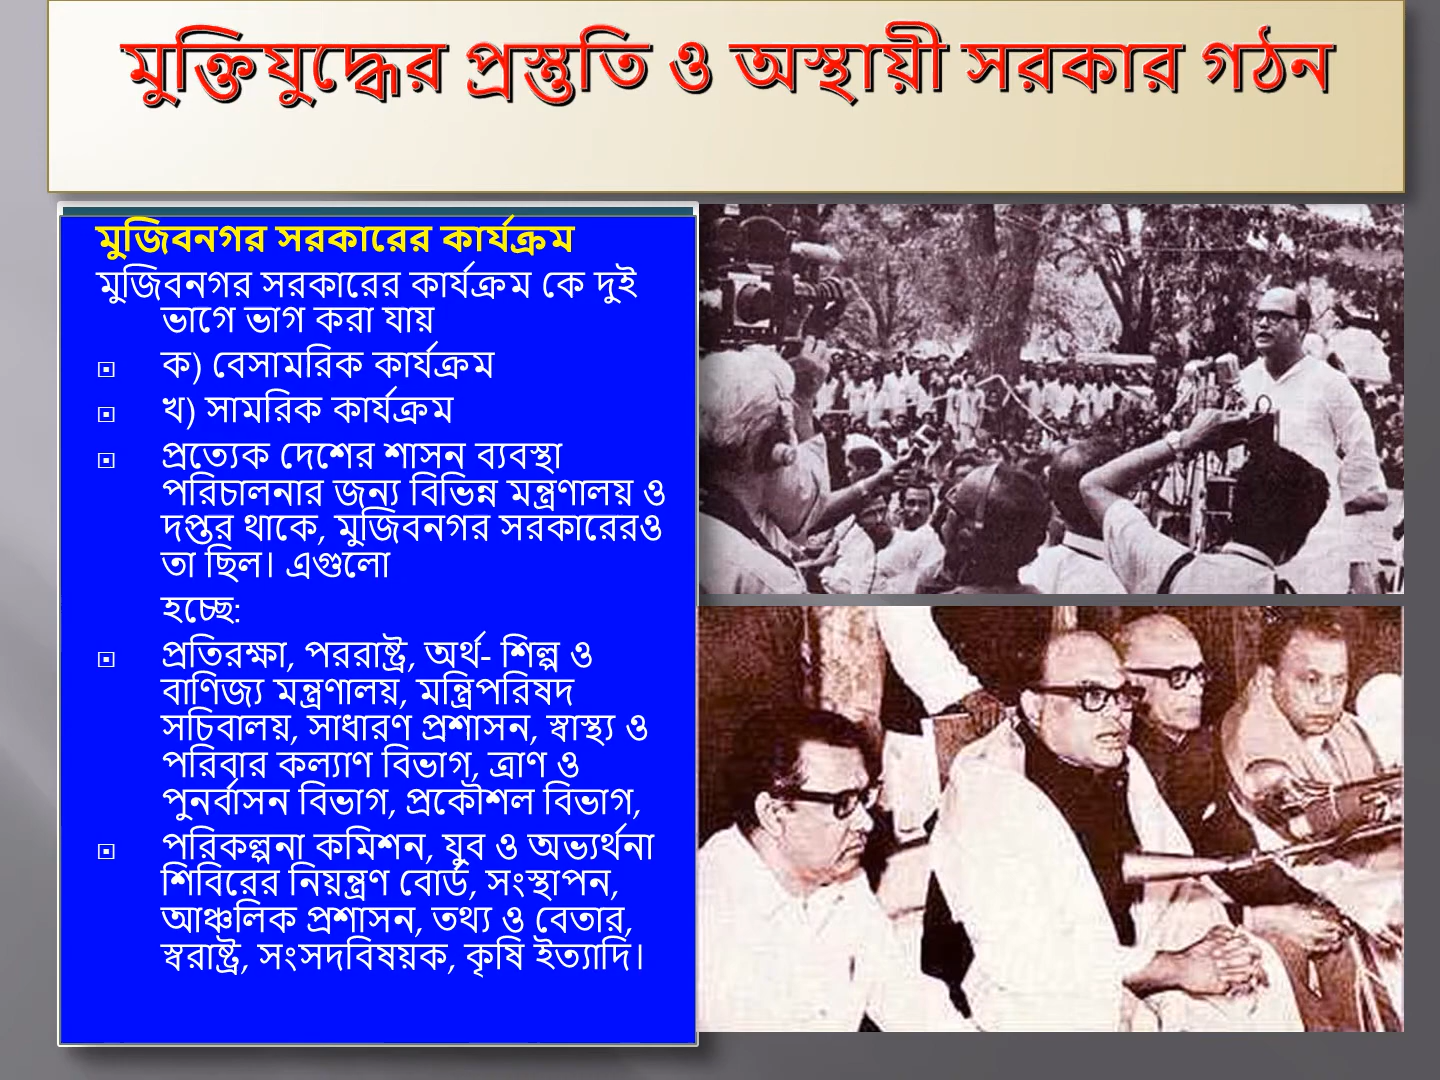 মুক্তিযুদ্ধের প্রস্তুতি ও অস্থায়ী সরকার গঠন
মুজিবনগর সরকারের কার্যক্রম
মুজিবনগর সরকারের কার্যক্রম কে দুই
ভাগে ভাগ করা যায়
ক) বেসামরিক কার্যক্রম
খ) সামরিক কার্যক্রম
প্রত্যেক দেশের শাসন ব্যবস্থা
পরিচালনার জন্য বিভিন্ন মন্ত্রণালয় ও
দপ্তর থাকে, মুজিবনগর সরকারেরও
তা ছিল। এগুলো
হচ্ছে:
প্রতিরক্ষা, পররাষ্ট্র, অর্থ- শিল্প ও
বাণিজ্য মন্ত্রণালয়, মন্ত্রিপরিষদ
সচিবালয়, সাধারণ প্রশাসন, স্বাস্থ্য ও
পরিবার কল্যাণ বিভাগ, ত্রাণ ও
পুনর্বাসন বিভাগ, প্রকৌশল বিভাগ,
পরিকল্পনা কমিশন, যুব ও অভ্যর্থনা
শিবিরের নিয়ন্ত্রণ বোর্ড, সংস্থাপন,
আঞ্চলিক প্রশাসন, তথ্য ও বেতার,
স্বরাষ্ট্র, সংসদবিষয়ক, কৃষি ইত্যাদি।